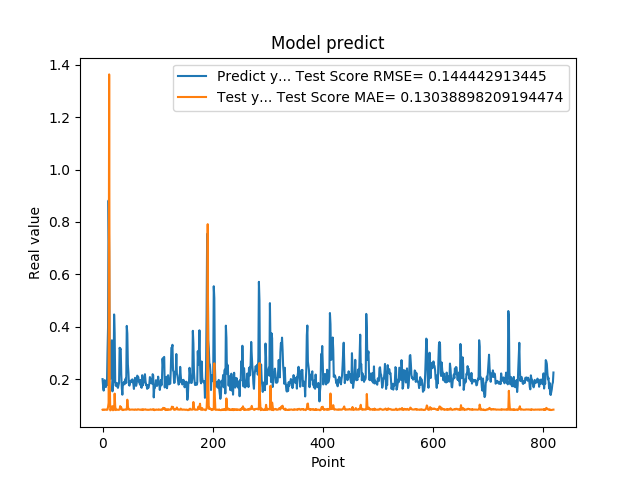 Model predict
Predict y... Test Score RMSE= 0.144442913445
Test y... Test Score MAE= 0.13038898209194474
Real value
1.4
1.2
1.0
0.8
0.6
0.4
0.2
0 200 400 600 800
Point